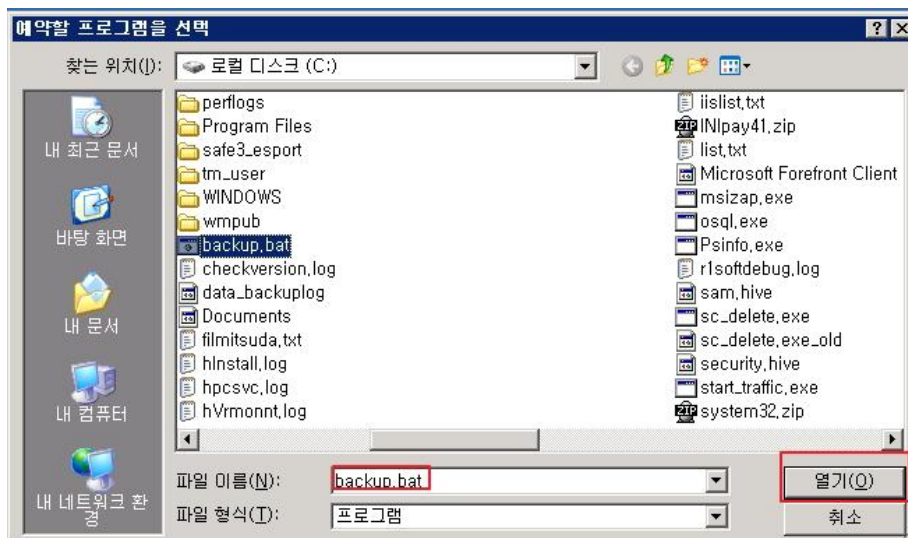 예약할 프로그램을 선택
찾는 위치(I):
로컬 디스크 (C:)
내 최근 문서
바탕 화면
내 문서
내 컴퓨터
내 네트워크 환경
perflogs
Program Files
safe3_esport
tm_user
WINDOWS
wmpub
backup.bat
checkversion.log
data_backuplog
Documents
filmitsuda.txt
hInstall.log
hpcsvc.log
hVrmonnt.log
iislist.txt
INIpay41.zip
list.txt
Microsoft Forefront Client
msizap.exe
osql.exe
Psinfo.exe
r1softdebug.log
sam.hive
sc_delete.exe
sc_delete.exe_old
security.hive
start_traffic.exe
system32.zip
파일 이름(N):
backup.bat
열기(O)
파일 형식(T):
프로그램
취소